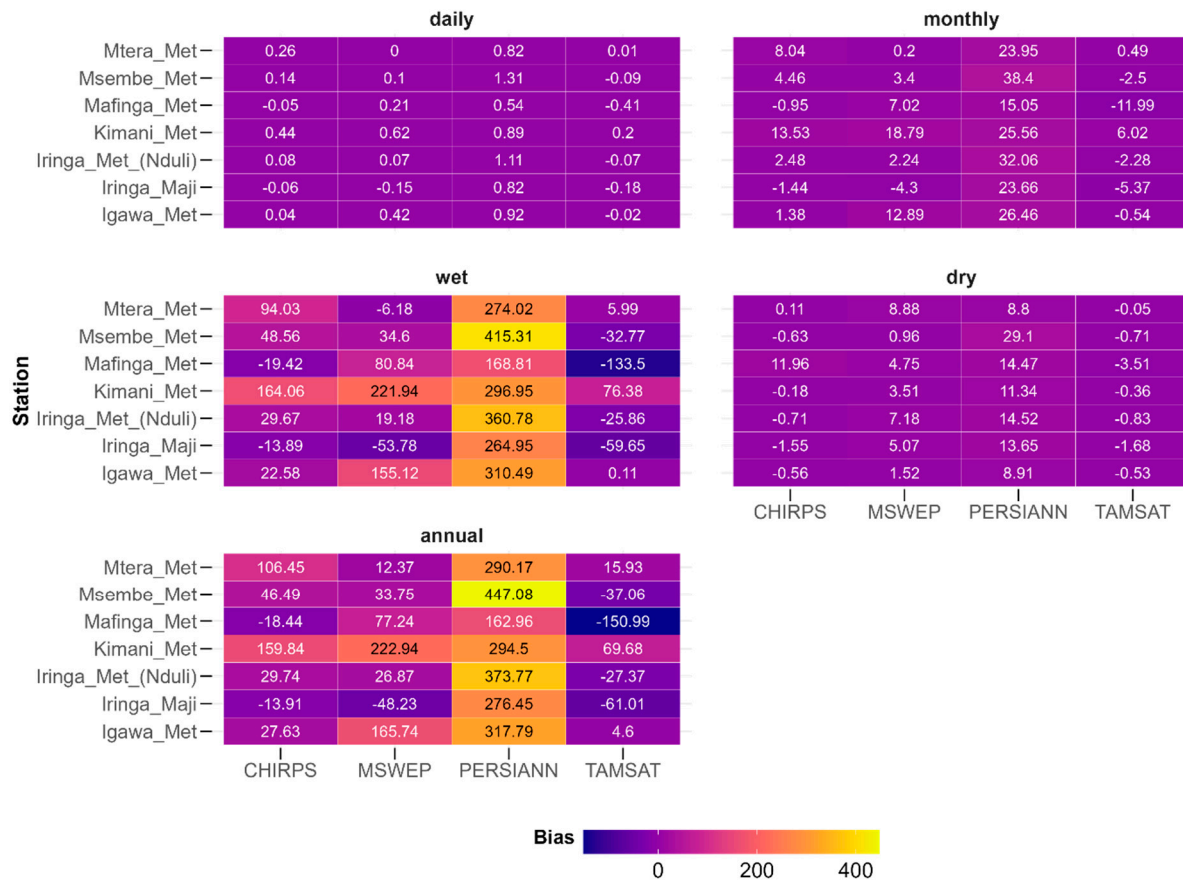 daily
Mtera_Met 0.26 0 0.82 0.01
Msembe_Met 0.14 0.1 1.31 -0.09
Mafinga_Met -0.05 0.21 0.54 -0.41
Kimani_Met 0.44 0.62 0.89 0.2
Iringa_Met_(Nduli) 0.08 0.07 1.11 -0.07
Iringa_Maji -0.06 -0.15 0.82 -0.18
Igawa_Met 0.04 0.42 0.92 -0.02
monthly
8.04 0.2 23.95 0.49
4.46 3.4 38.4 -2.5
-0.95 7.02 15.05 -11.99
13.53 18.79 25.56 6.02
2.48 2.24 32.06 -2.28
-1.44 -4.3 23.66 -5.37
1.38 12.89 26.46 -0.54
Station
wet
Mtera_Met 94.03 -6.18 274.02 5.99
Msembe_Met 48.56 34.6 415.31 -32.77
Mafinga_Met -19.42 80.84 168.81 -133.5
Kimani_Met 164.06 221.94 296.95 76.38
Iringa_Met_(Nduli) 29.67 19.18 360.78 -25.86
Iringa_Maji -13.89 -53.78 264.95 -59.65
Igawa_Met 22.58 155.12 310.49 0.11
dry
0.11 8.88 8.8 -0.05
-0.63 0.96 29.1 -0.71
11.96 4.75 14.47 -3.51
-0.18 3.51 11.34 -0.36
-0.71 7.18 14.52 -0.83
-1.55 5.07 13.65 -1.68
-0.56 1.52 8.91 -0.53
CHIRPS MSWEP PERSIANN TAMSAT
annual
Mtera_Met 106.45 12.37 290.17 15.93
Msembe_Met 46.49 33.75 447.08 -37.06
Mafinga_Met -18.44 77.24 162.96 -150.99
Kimani_Met 159.84 222.94 294.5 69.68
Iringa_Met_(Nduli) 29.74 26.87 373.77 -27.37
Iringa_Maji -13.91 -48.23 276.45 -61.01
Igawa_Met 27.63 165.74 317.79 4.6
CHIRPS MSWEP PERSIANN TAMSAT
Bias
0 200 400